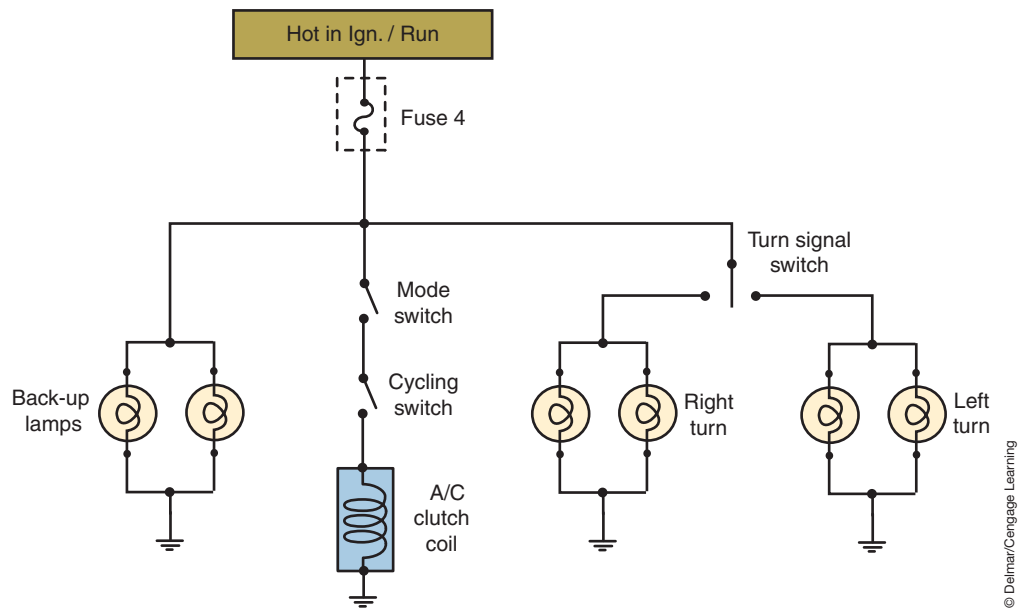 Hot in Ign. / Run
Fuse 4
Turn signal
switch
Mode
switch
Cycling
switch
Back-up
lamps
A/C
clutch
coil
Right
turn
Left
turn
© Delmar/Cengage Learning